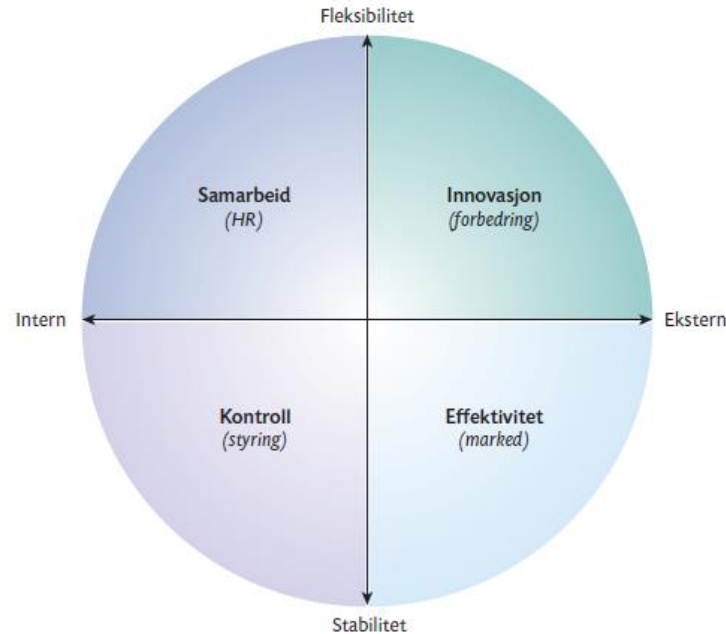 Fleksibilitet
Samarbeid
(HR)
Innovasjon
(forbedring)
Intern
Ekstern
Kontroll
(styring)
Effektivitet
(marked)
Stabilitet